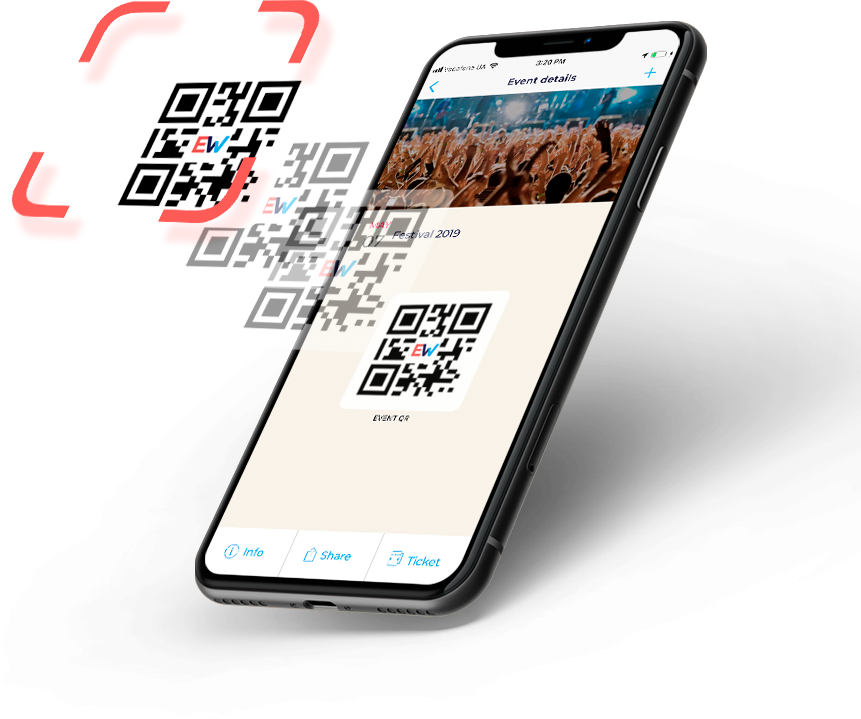 Vodafone UA
3:20 PM
Event details
MAY
07
Festival 2019
EW
EW
EW
EW
EVENT QR
Info
Share
Ticket